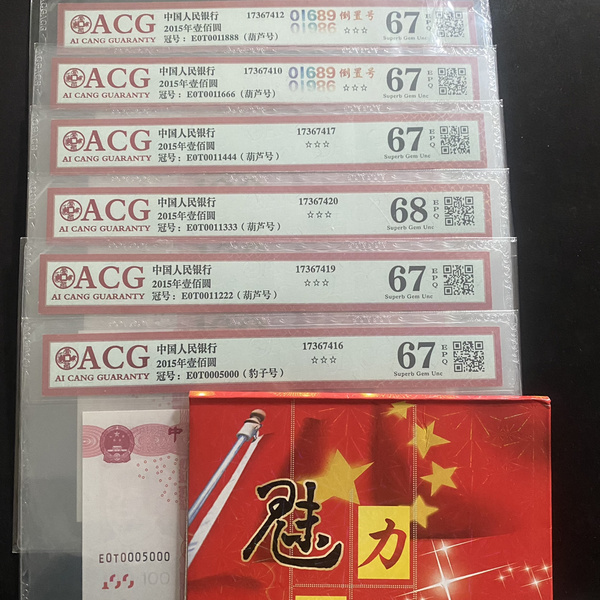 ACG
AI CANG GUARANTY
中国人民银行 17367412
2015年壹佰圆
冠号：E0T0011888（葫芦号）
01689 倒置号
01986 ☆☆☆
67 EPQ
Superb Gem Unc
ACG
AI CANG GUARANTY
中国人民银行 17367410
2015年壹佰圆
冠号：E0T0011666（葫芦号）
01689 倒置号
01986 ☆☆☆
67 EPQ
Superb Gem Unc
ACG
AI CANG GUARANTY
中国人民银行 17367417
2015年壹佰圆 ☆☆☆
冠号：E0T0011444（葫芦号）
67 EPQ
Superb Gem Unc
ACG
AI CANG GUARANTY
中国人民银行 17367420
2015年壹佰圆 ☆☆☆
冠号：E0T0011333（葫芦号）
68 EPQ
Superb Gem Unc
ACG
AI CANG GUARANTY
中国人民银行 17367419
2015年壹佰圆 ☆☆☆
冠号：E0T0011222（葫芦号）
67 EPQ
Superb Gem Unc
ACG
AI CANG GUARANTY
中国人民银行 17367416
2015年壹佰圆 ☆☆☆
冠号：E0T0005000（豹子号）
67 EPQ
Superb Gem Unc
中
E0T0005000
100
魅
力